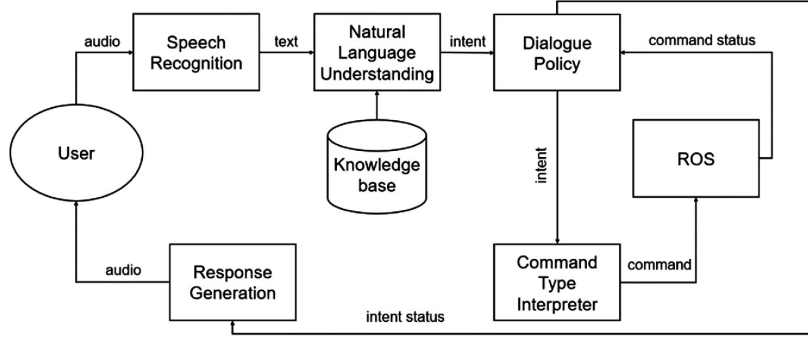 audio
Speech
Recognition
text
Natural
Language
Understanding
intent
Dialogue
Policy
command status
User
Knowledge
base
intent
ROS
audio
Response
Generation
Command
Type
Interpreter
command
intent status